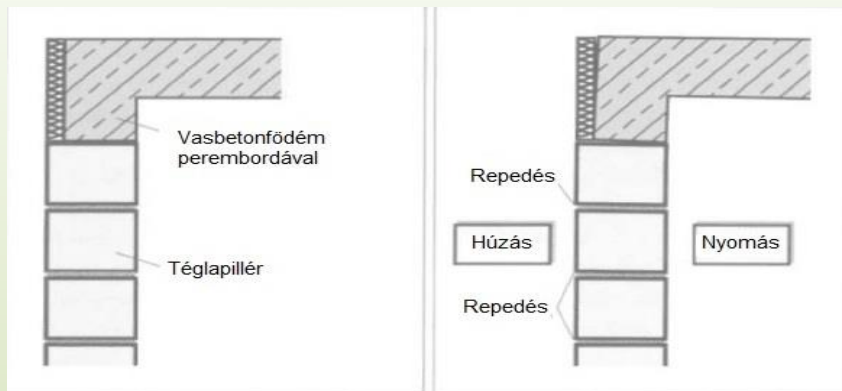 Vasbetonfödém
perembordával
Téglapillér
Repedés
Húzás
Nyomás
Repedés